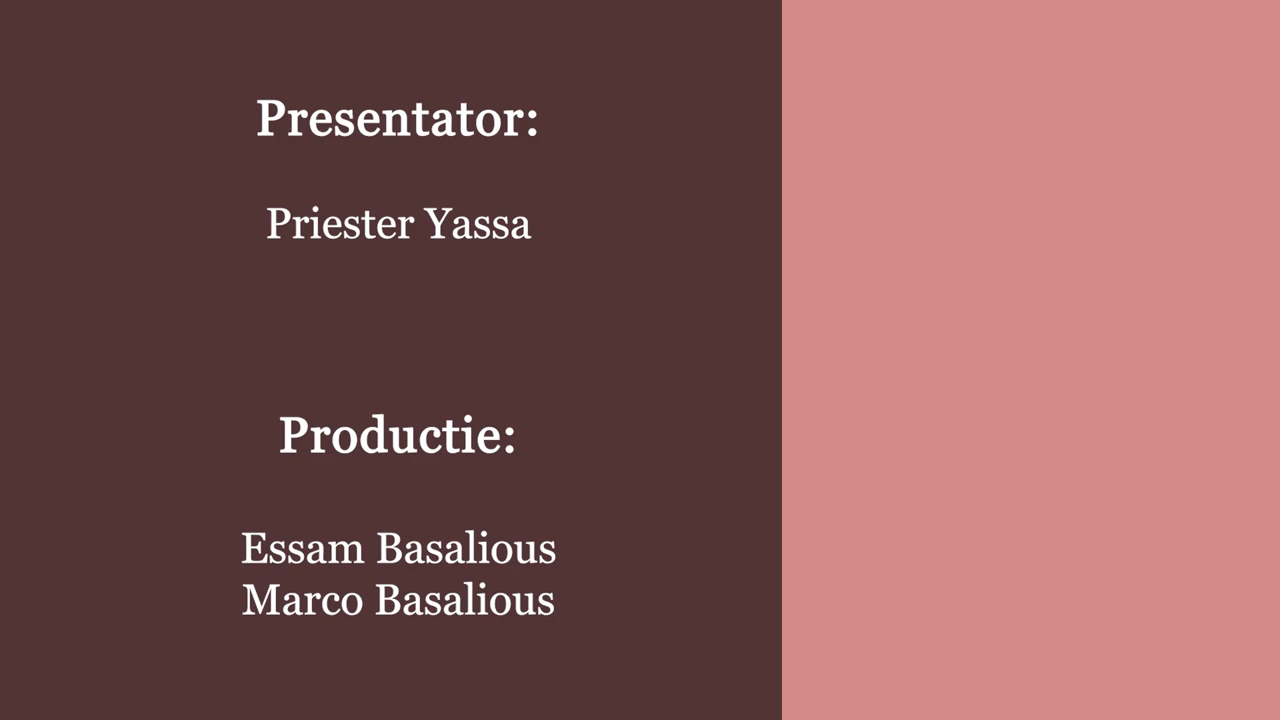 Presentator:
Priester Yassa
Productie:
Essam Basalious
Marco Basalious